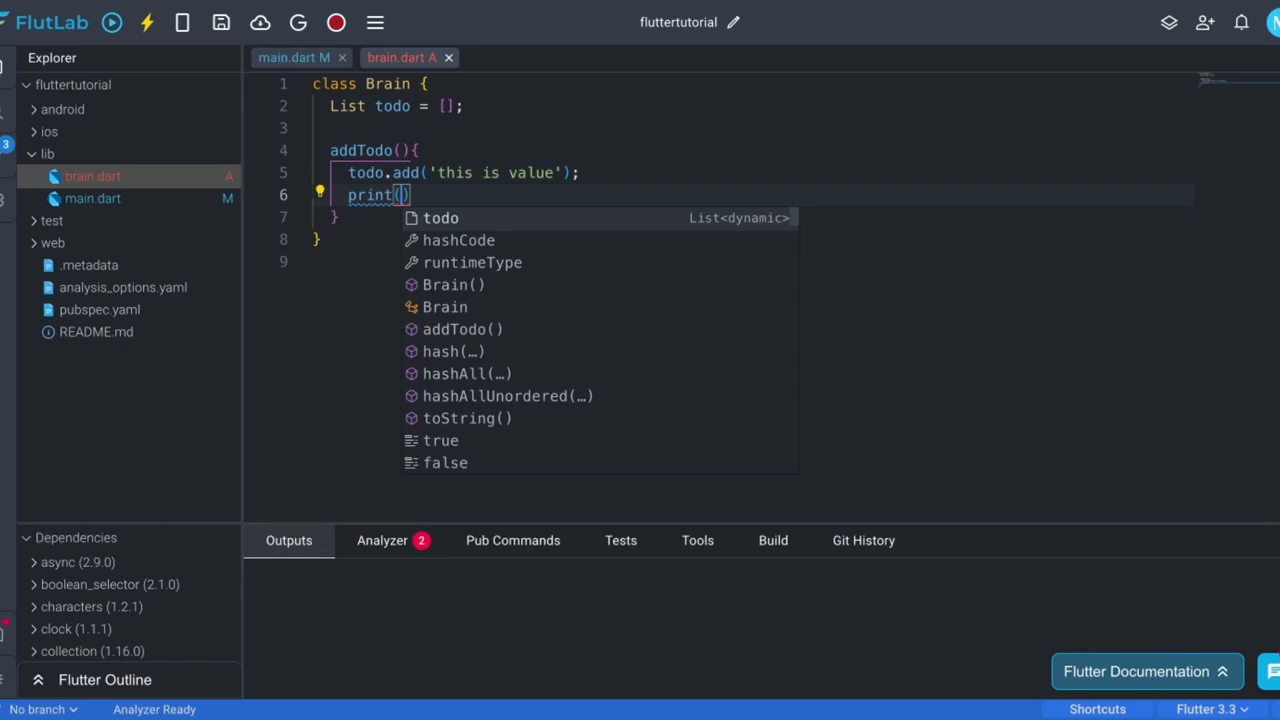 FlutLab
fluttertutorial
Explorer
fluttertutorial
android
ios
lib
brain.dart A
main.dart M
test
web
.metadata
analysis_options.yaml
pubspec.yaml
README.md
3
main.dart M
brain.dart A
1 class Brain {
2 List todo = [];
3
4 addTodo(){
5 todo.add('this is value');
6 print()
7 }
8 }
9
todo List<dynamic>
hashCode
runtimeType
Brain()
Brain
addTodo()
hash(…)
hashAll(…)
hashAllUnordered(…)
toString()
true
false
Dependencies
async (2.9.0)
boolean_selector (2.1.0)
characters (1.2.1)
clock (1.1.1)
collection (1.16.0)
Flutter Outline
Outputs Analyzer 2 Pub Commands Tests Tools Build Git History
Flutter Documentation
No branch Analyzer Ready Shortcuts Flutter 3.3